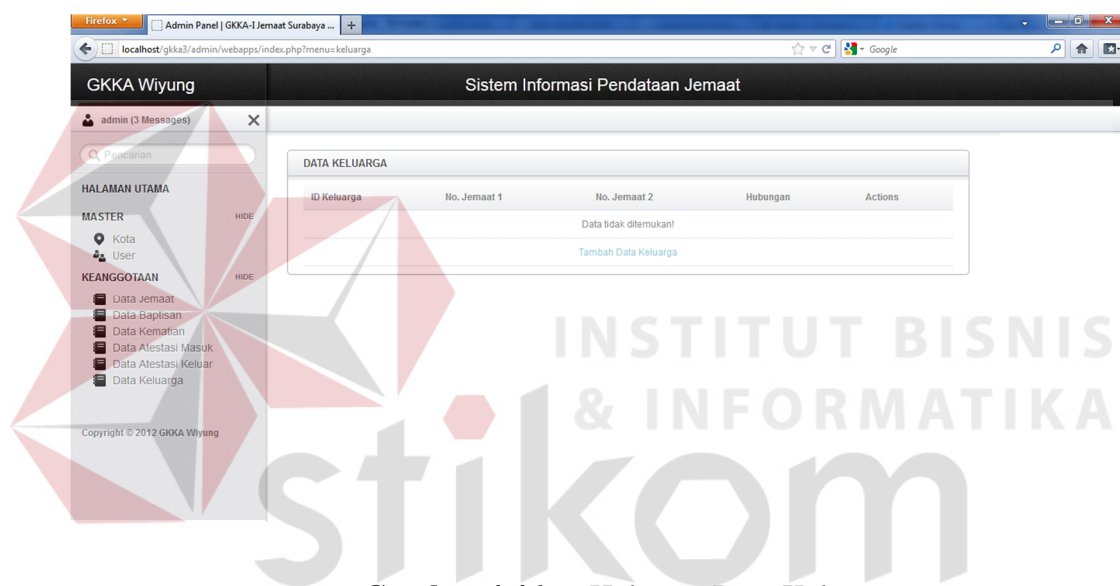 Firefox
Admin Panel | GKKA-I Jemaat Surabaya ...
localhost/gkka3/admin/webapps/index.php?menu=keluarga
Google
GKKA Wiyung
Sistem Informasi Pendataan Jemaat
admin (3 Messages)
Pencarian
HALAMAN UTAMA
MASTER
HIDE
Kota
User
KEANGGOTAAN
HIDE
Data Jemaat
Data Baptisan
Data Kematian
Data Atestasi Masuk
Data Atestasi Keluar
Data Keluarga
Copyright © 2012 GKKA Wiyung
DATA KELUARGA
ID Keluarga No. Jemaat 1 No. Jemaat 2 Hubungan Actions
Data tidak ditemukan!
Tambah Data Keluarga
INSTITUT BISNIS
& INFORMATIKA
stikom